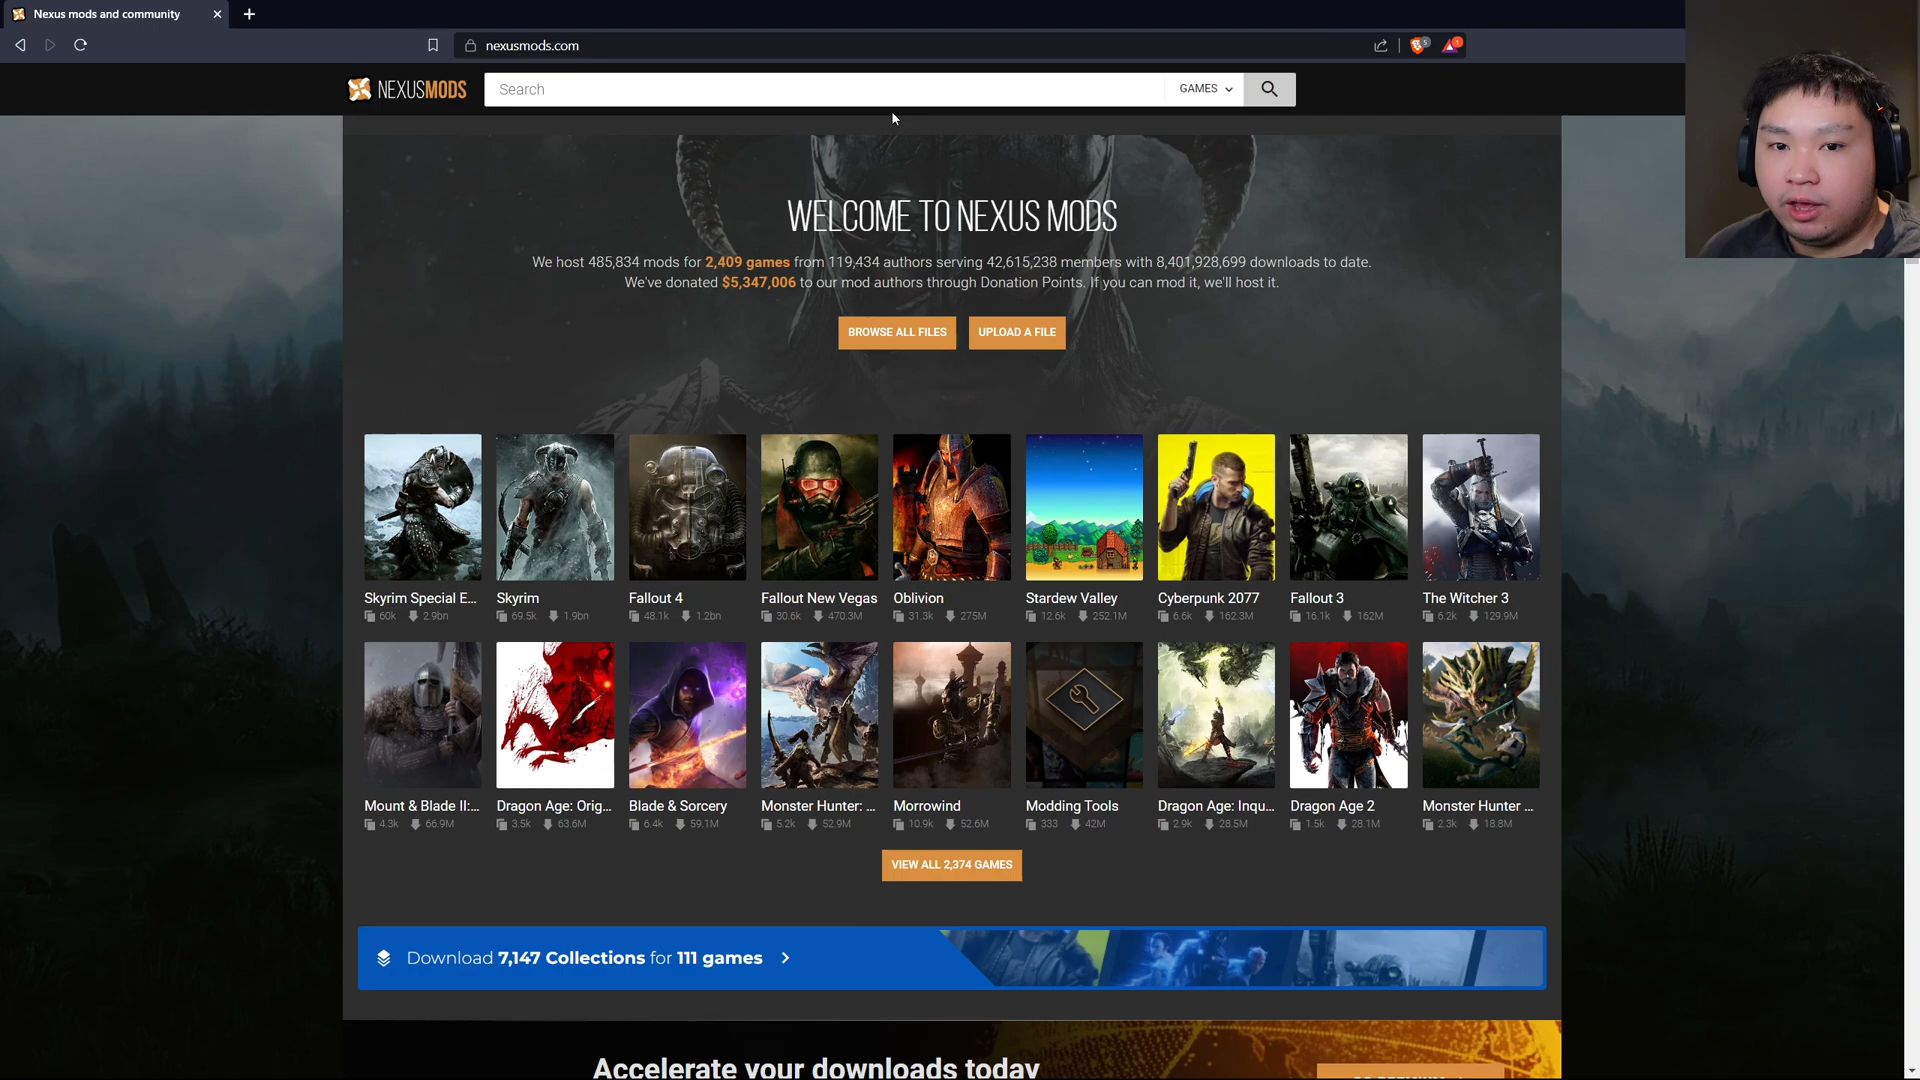 Nexus mods and community
nexusmods.com
5
1
NEXUSMODS
Search
GAMES
WELCOME TO NEXUS MODS
We host 485,834 mods for 2,409 games from 119,434 authors serving 42,615,238 members with 8,401,928,699 downloads to date.
We've donated $5,347,006 to our mod authors through Donation Points. If you can mod it, we'll host it.
BROWSE ALL FILES
UPLOAD A FILE
Skyrim Special E...
60k 2.9bn
Skyrim
69.5k 1.9bn
Fallout 4
48.1k 1.2bn
Fallout New Vegas
30.6k 470.3M
Oblivion
31.3k 275M
Stardew Valley
12.6k 252.1M
Cyberpunk 2077
6.6k 162.3M
Fallout 3
16.1k 162M
The Witcher 3
6.2k 129.9M
Mount & Blade II:...
4.3k 66.9M
Dragon Age: Orig...
3.5k 63.6M
Blade & Sorcery
6.4k 59.1M
Monster Hunter: ...
5.2k 52.9M
Morrowind
10.9k 52.6M
Modding Tools
333 42M
Dragon Age: Inqu...
2.9k 28.5M
Dragon Age 2
1.5k 28.1M
Monster Hunter ...
2.3k 18.8M
VIEW ALL 2,374 GAMES
Download 7,147 Collections for 111 games
Accelerate your downloads today